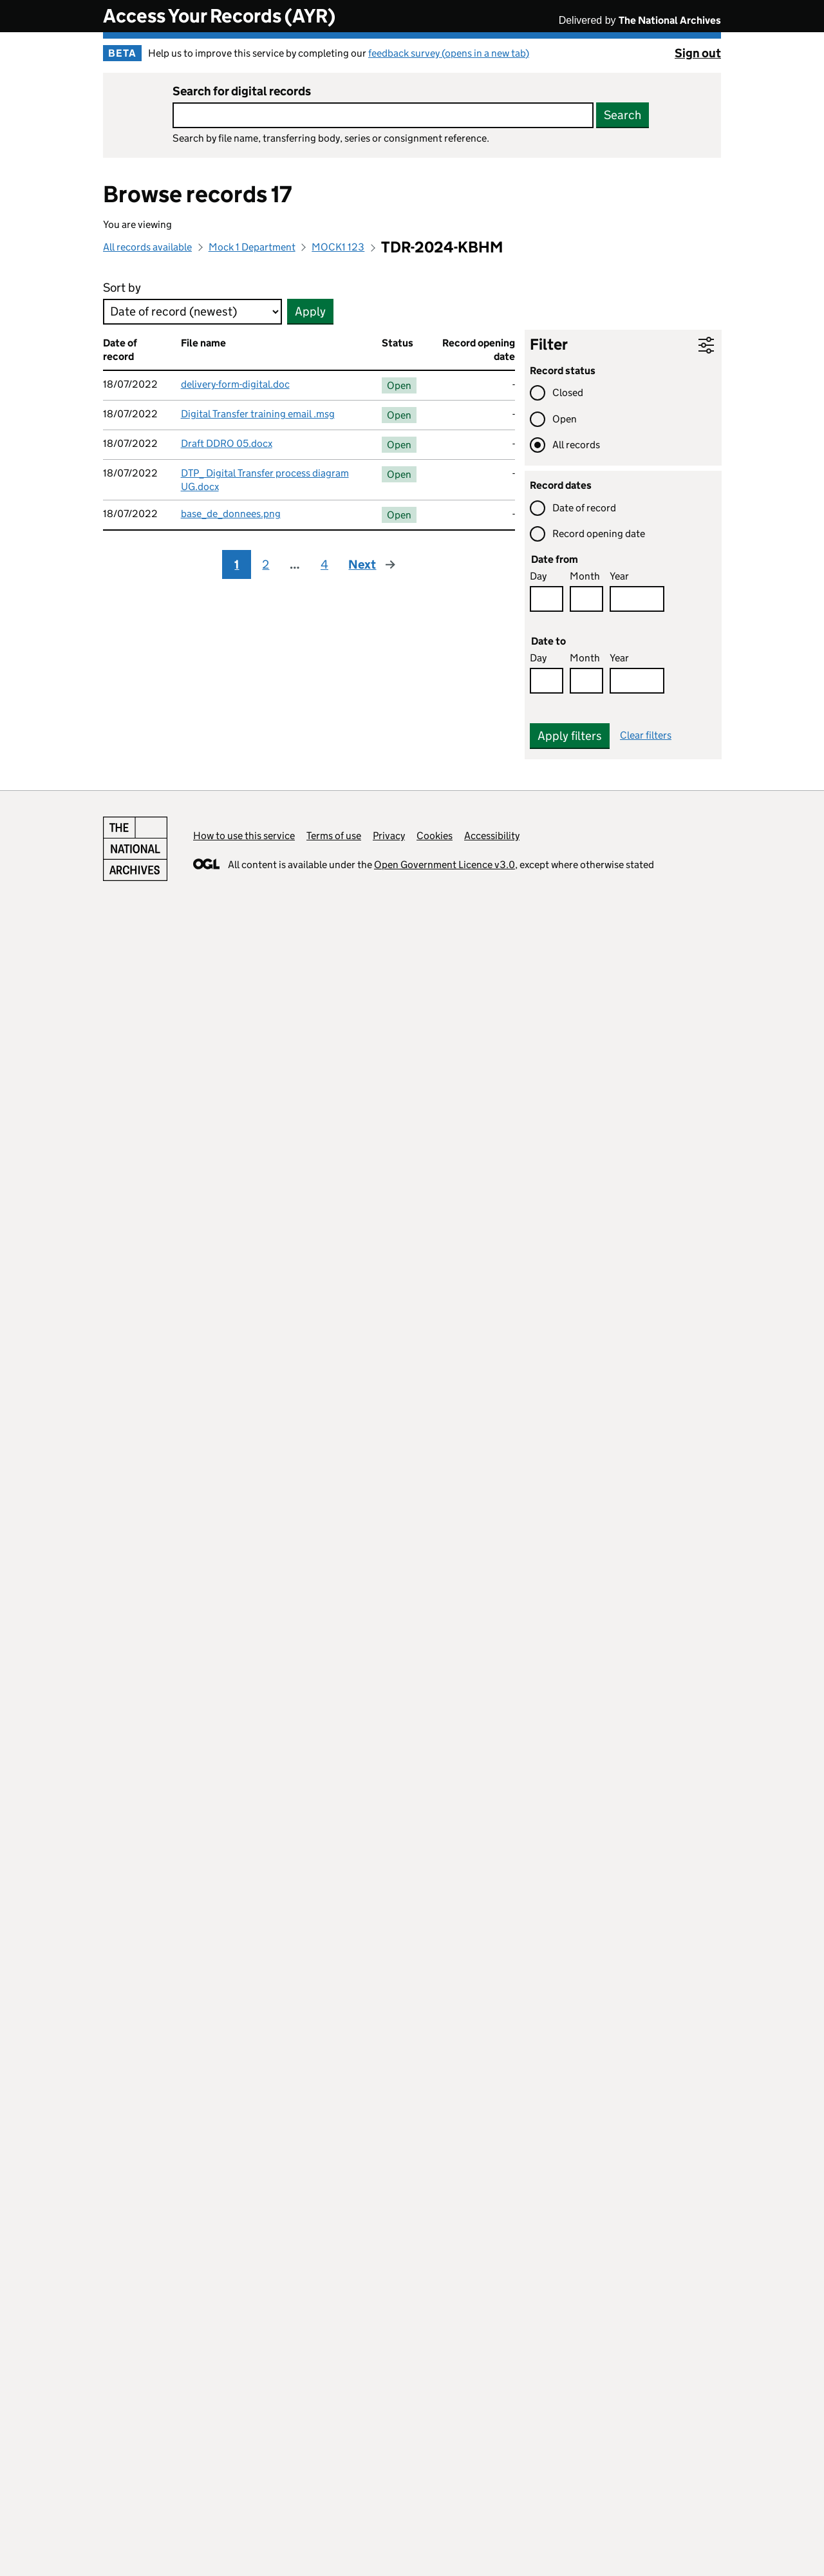 Access Your Records (AYR)
Delivered by The National Archives
BETA Help us to improve this service by completing our feedback survey (opens in a new tab)
Sign out
Search for digital records
Search
Search by file name, transferring body, series or consignment reference.
Browse records 17
You are viewing
All records available > Mock 1 Department > MOCK1 123 > TDR-2024-KBHM
Sort by
Date of record (newest)
Apply
Date of record File name Status Record opening date
18/07/2022 delivery-form-digital.doc Open -
18/07/2022 Digital Transfer training email .msg Open -
18/07/2022 Draft DDRO 05.docx Open -
18/07/2022 DTP_ Digital Transfer process diagram UG.docx Open -
18/07/2022 base_de_donnees.png Open -
1 2 ... 4 Next →
Filter
Record status
Closed
Open
All records
Record dates
Date of record
Record opening date
Date from
Day Month Year
Date to
Day Month Year
Apply filters Clear filters
THE
NATIONAL
ARCHIVES
How to use this service Terms of use Privacy Cookies Accessibility
OGL All content is available under the Open Government Licence v3.0, except where otherwise stated